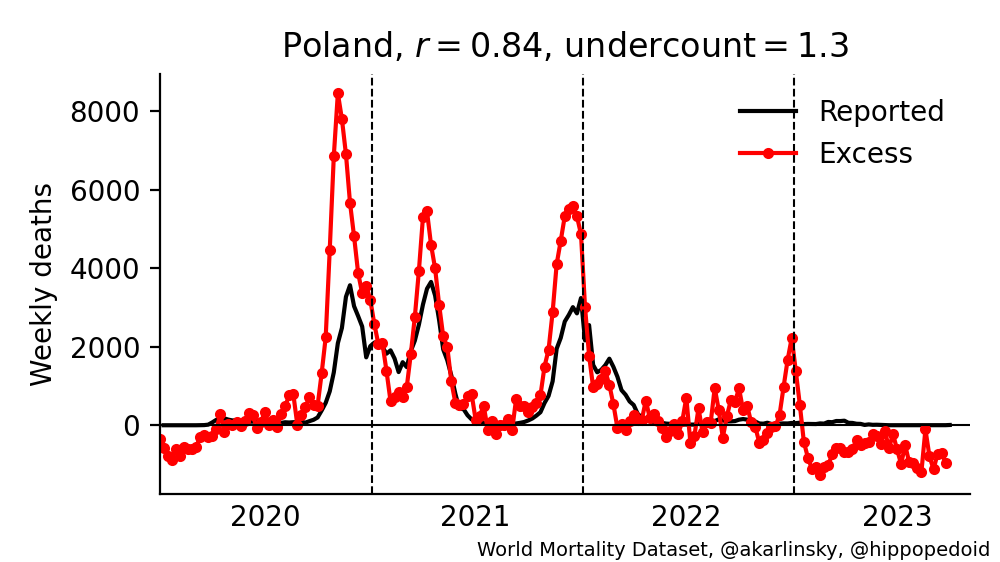 Poland, r = 0.84, undercount = 1.3
Reported
Excess
Weekly deaths
8000
6000
4000
2000
0
2020 2021 2022 2023
World Mortality Dataset, @akarlinsky, @hippopedoid